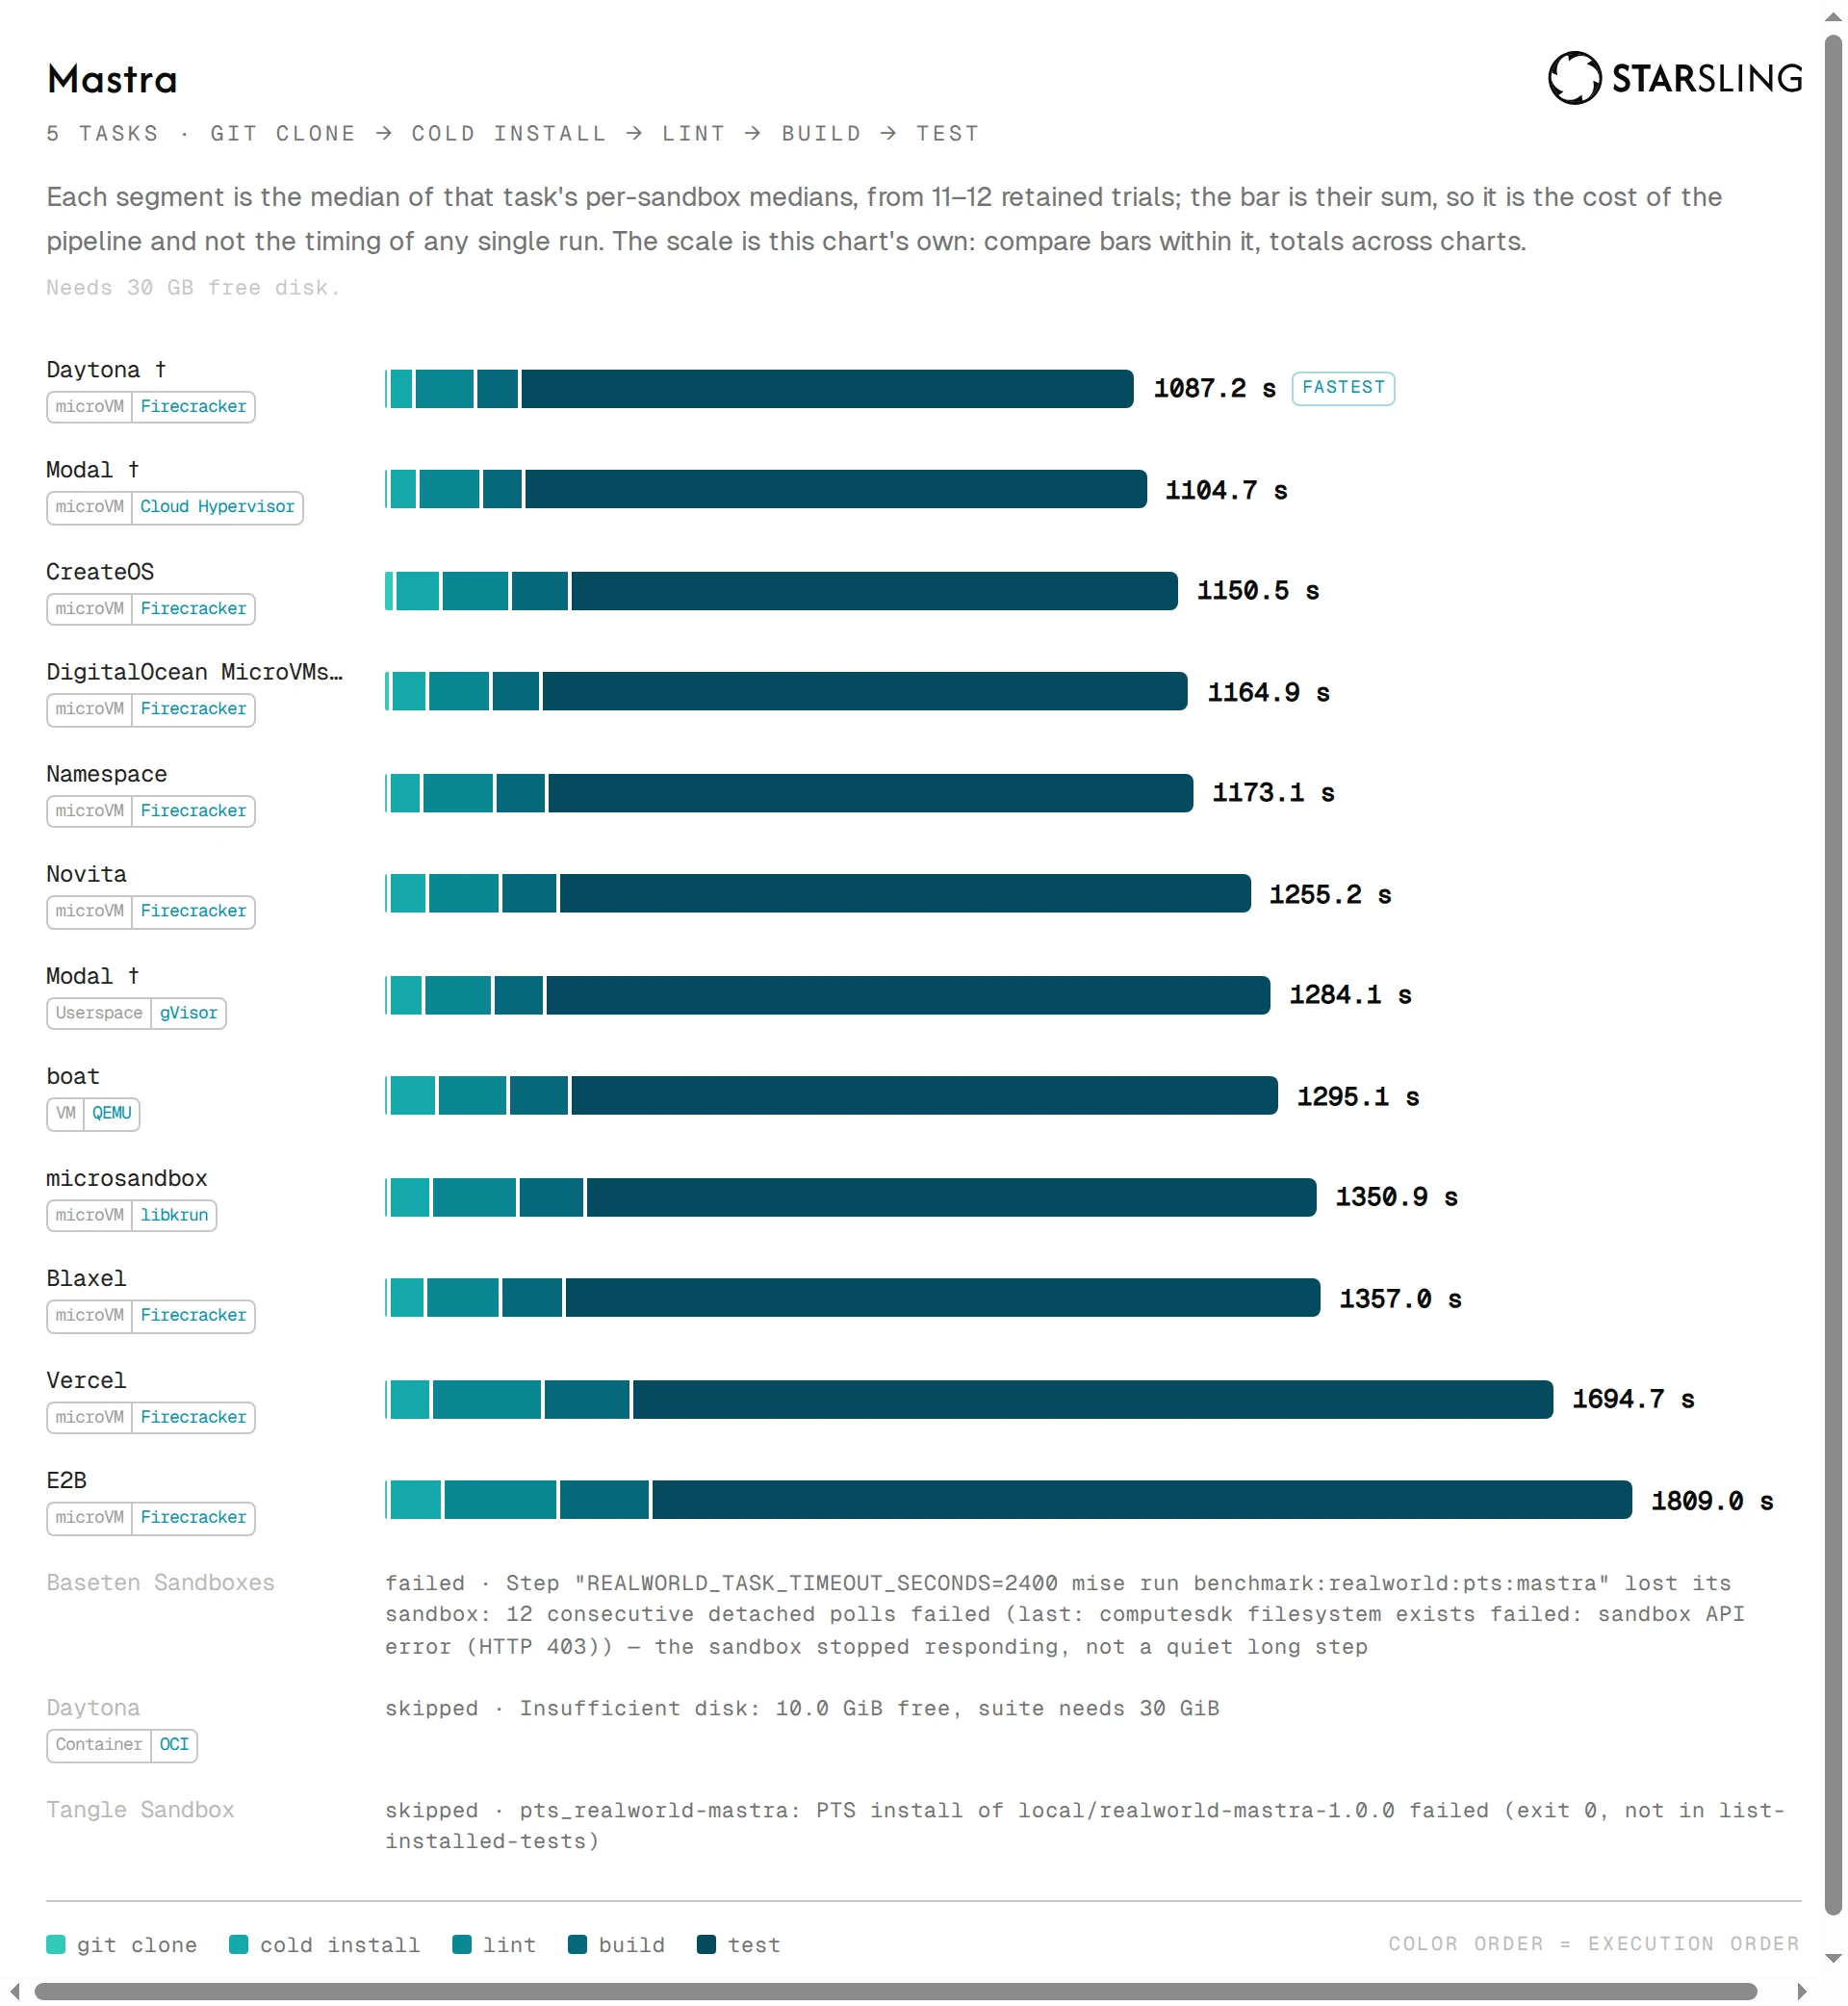 Mastra
STARSLING
5 TASKS · GIT CLONE → COLD INSTALL → LINT → BUILD → TEST
Each segment is the median of that task's per-sandbox medians, from 11–12 retained trials; the bar is their sum, so it is the cost of the
pipeline and not the timing of any single run. The scale is this chart's own: compare bars within it, totals across charts.
Needs 30 GB free disk.
Daytona †
microVM Firecracker
1087.2 s FASTEST
Modal †
microVM Cloud Hypervisor
1104.7 s
CreateOS
microVM Firecracker
1150.5 s
DigitalOcean MicroVMs…
microVM Firecracker
1164.9 s
Namespace
microVM Firecracker
1173.1 s
Novita
microVM Firecracker
1255.2 s
Modal †
Userspace gVisor
1284.1 s
boat
VM QEMU
1295.1 s
microsandbox
microVM libkrun
1350.9 s
Blaxel
microVM Firecracker
1357.0 s
Vercel
microVM Firecracker
1694.7 s
E2B
microVM Firecracker
1809.0 s
Baseten Sandboxes
failed · Step "REALWORLD_TASK_TIMEOUT_SECONDS=2400 mise run benchmark:realworld:pts:mastra" lost its
sandbox: 12 consecutive detached polls failed (last: computesdk filesystem exists failed: sandbox API
error (HTTP 403)) — the sandbox stopped responding, not a quiet long step
Daytona
Container OCI
skipped · Insufficient disk: 10.0 GiB free, suite needs 30 GiB
Tangle Sandbox
skipped · pts_realworld-mastra: PTS install of local/realworld-mastra-1.0.0 failed (exit 0, not in list-
installed-tests)
git clone cold install lint build test
COLOR ORDER = EXECUTION ORDER